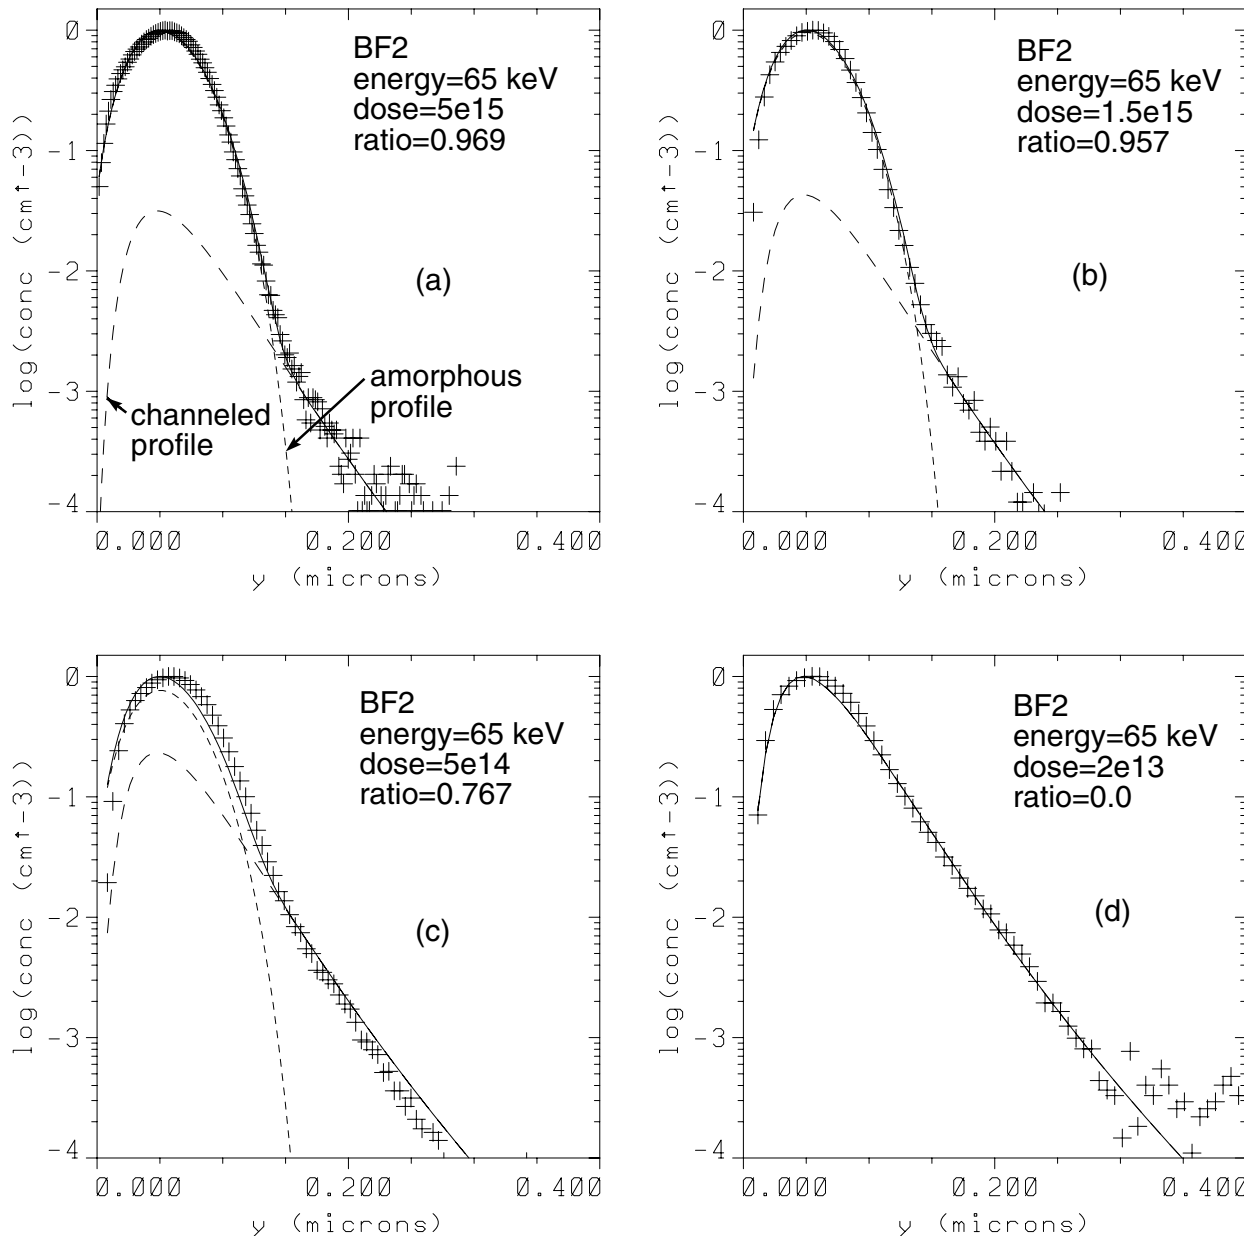 0
-1
-2
-3
-4
log(conc (cm↑-3))
BF2
energy=65 keV
dose=5e15
ratio=0.969
(a)
amorphous
profile
channeled
profile
0.000
0.200
0.400
y (microns)
0
-1
-2
-3
-4
log(conc (cm↑-3))
BF2
energy=65 keV
dose=1.5e15
ratio=0.957
(b)
0.000
0.200
0.400
y (microns)
0
-1
-2
-3
-4
log(conc (cm↑-3))
BF2
energy=65 keV
dose=5e14
ratio=0.767
(c)
0.000
0.200
0.400
y (microns)
0
-1
-2
-3
-4
log(conc (cm↑-3))
BF2
energy=65 keV
dose=2e13
ratio=0.0
(d)
0.000
0.200
0.400
y (microns)